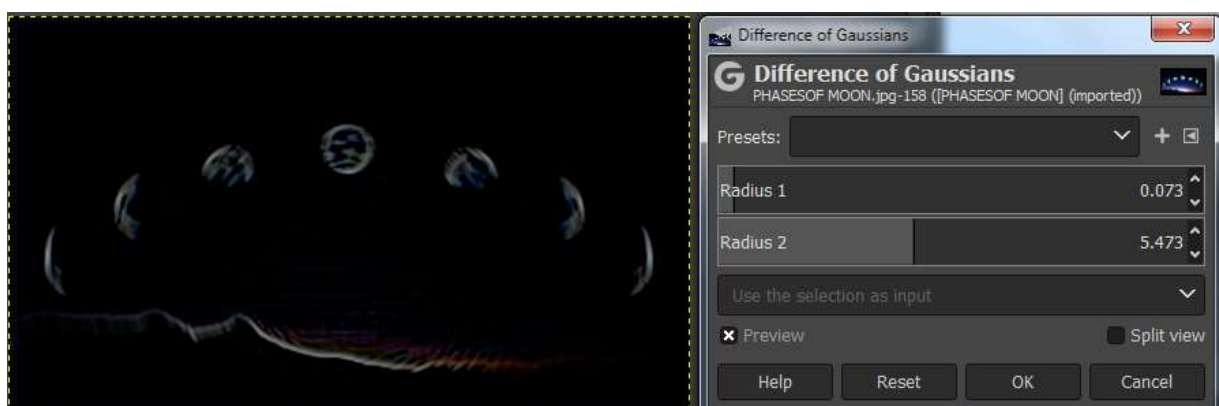 Difference of Gaussians
Difference of Gaussians
PHASESOF MOON.jpg-158 ([PHASESOF MOON] (imported))
Presets:
Radius 1 0.073
Radius 2 5.473
Use the selection as input
Preview Split view
Help Reset OK Cancel